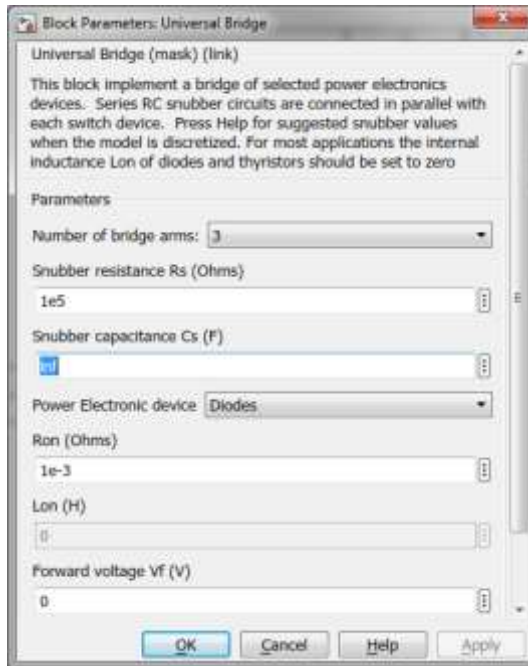 Block Parameters: Universal Bridge
Universal Bridge (mask) (link)
This block implement a bridge of selected power electronics
devices. Series RC snubber circuits are connected in parallel with
each switch device. Press Help for suggested snubber values
when the model is discretized. For most applications the internal
inductance Lon of diodes and thyristors should be set to zero
Parameters
Number of bridge arms: 3
Snubber resistance Rs (Ohms)
1e5
Snubber capacitance Cs (F)
inf
Power Electronic device Diodes
Ron (Ohms)
1e-3
Lon (H)
0
Forward voltage Vf (V)
0
OK Cancel Help Apply